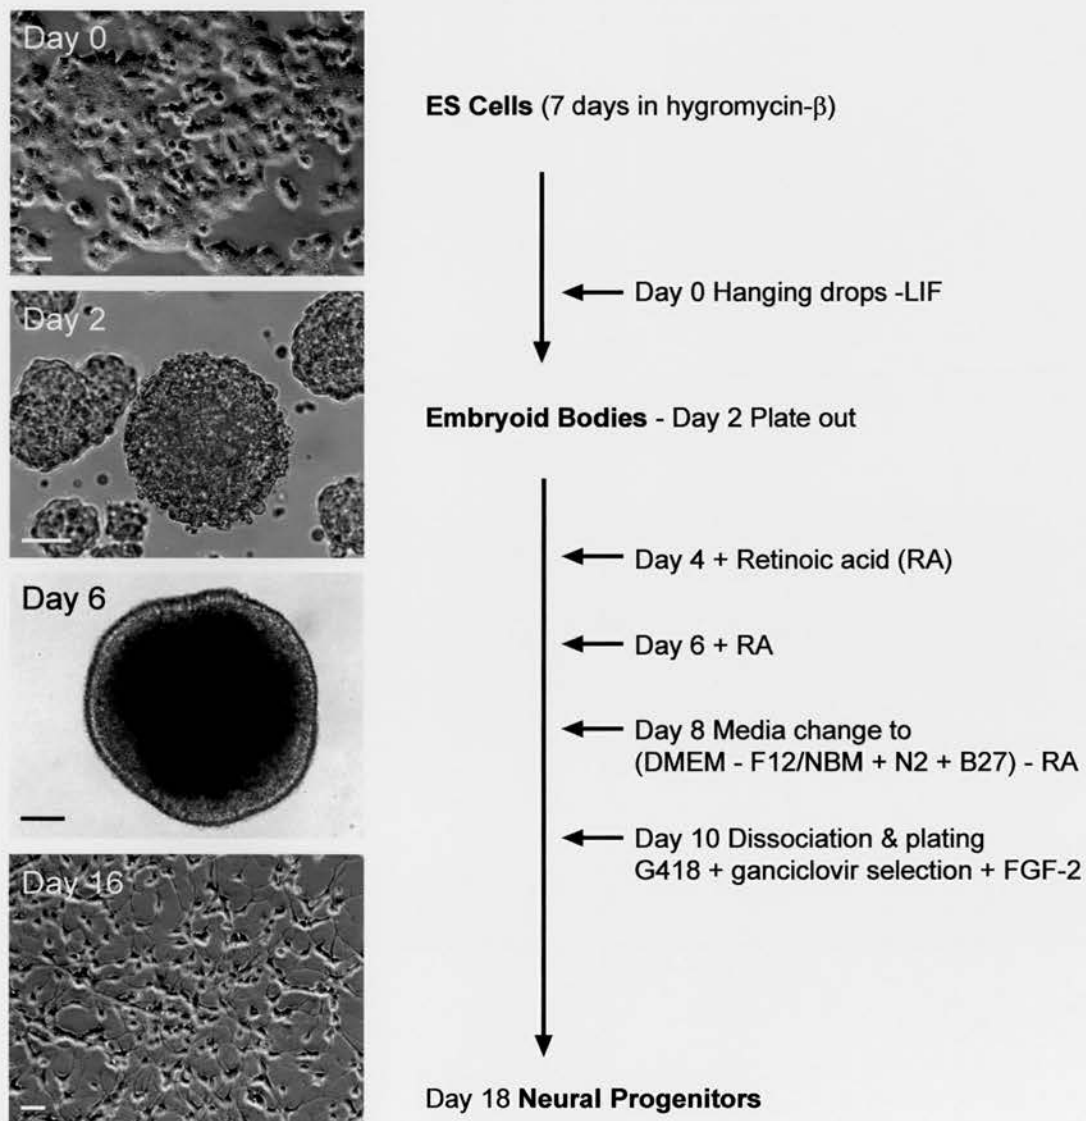 Day 0
ES Cells (7 days in hygromycin-β)
Day 0 Hanging drops -LIF
Day 2
Embryoid Bodies - Day 2 Plate out
Day 4 + Retinoic acid (RA)
Day 6
Day 6 + RA
Day 8 Media change to
(DMEM - F12/NBM + N2 + B27) - RA
Day 10 Dissociation & plating
G418 + ganciclovir selection + FGF-2
Day 16
Day 18 Neural Progenitors